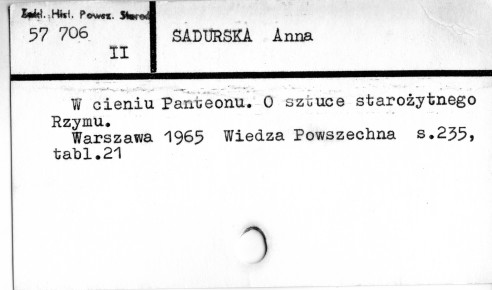 Zakł. Hist. Powsz. Staroż
57 706
II
SADURSKA Anna
W cieniu Panteonu. O sztuce starożytnego
Rzymu.
Warszawa 1965 Wiedza Powszechna s.235,
tabl.21